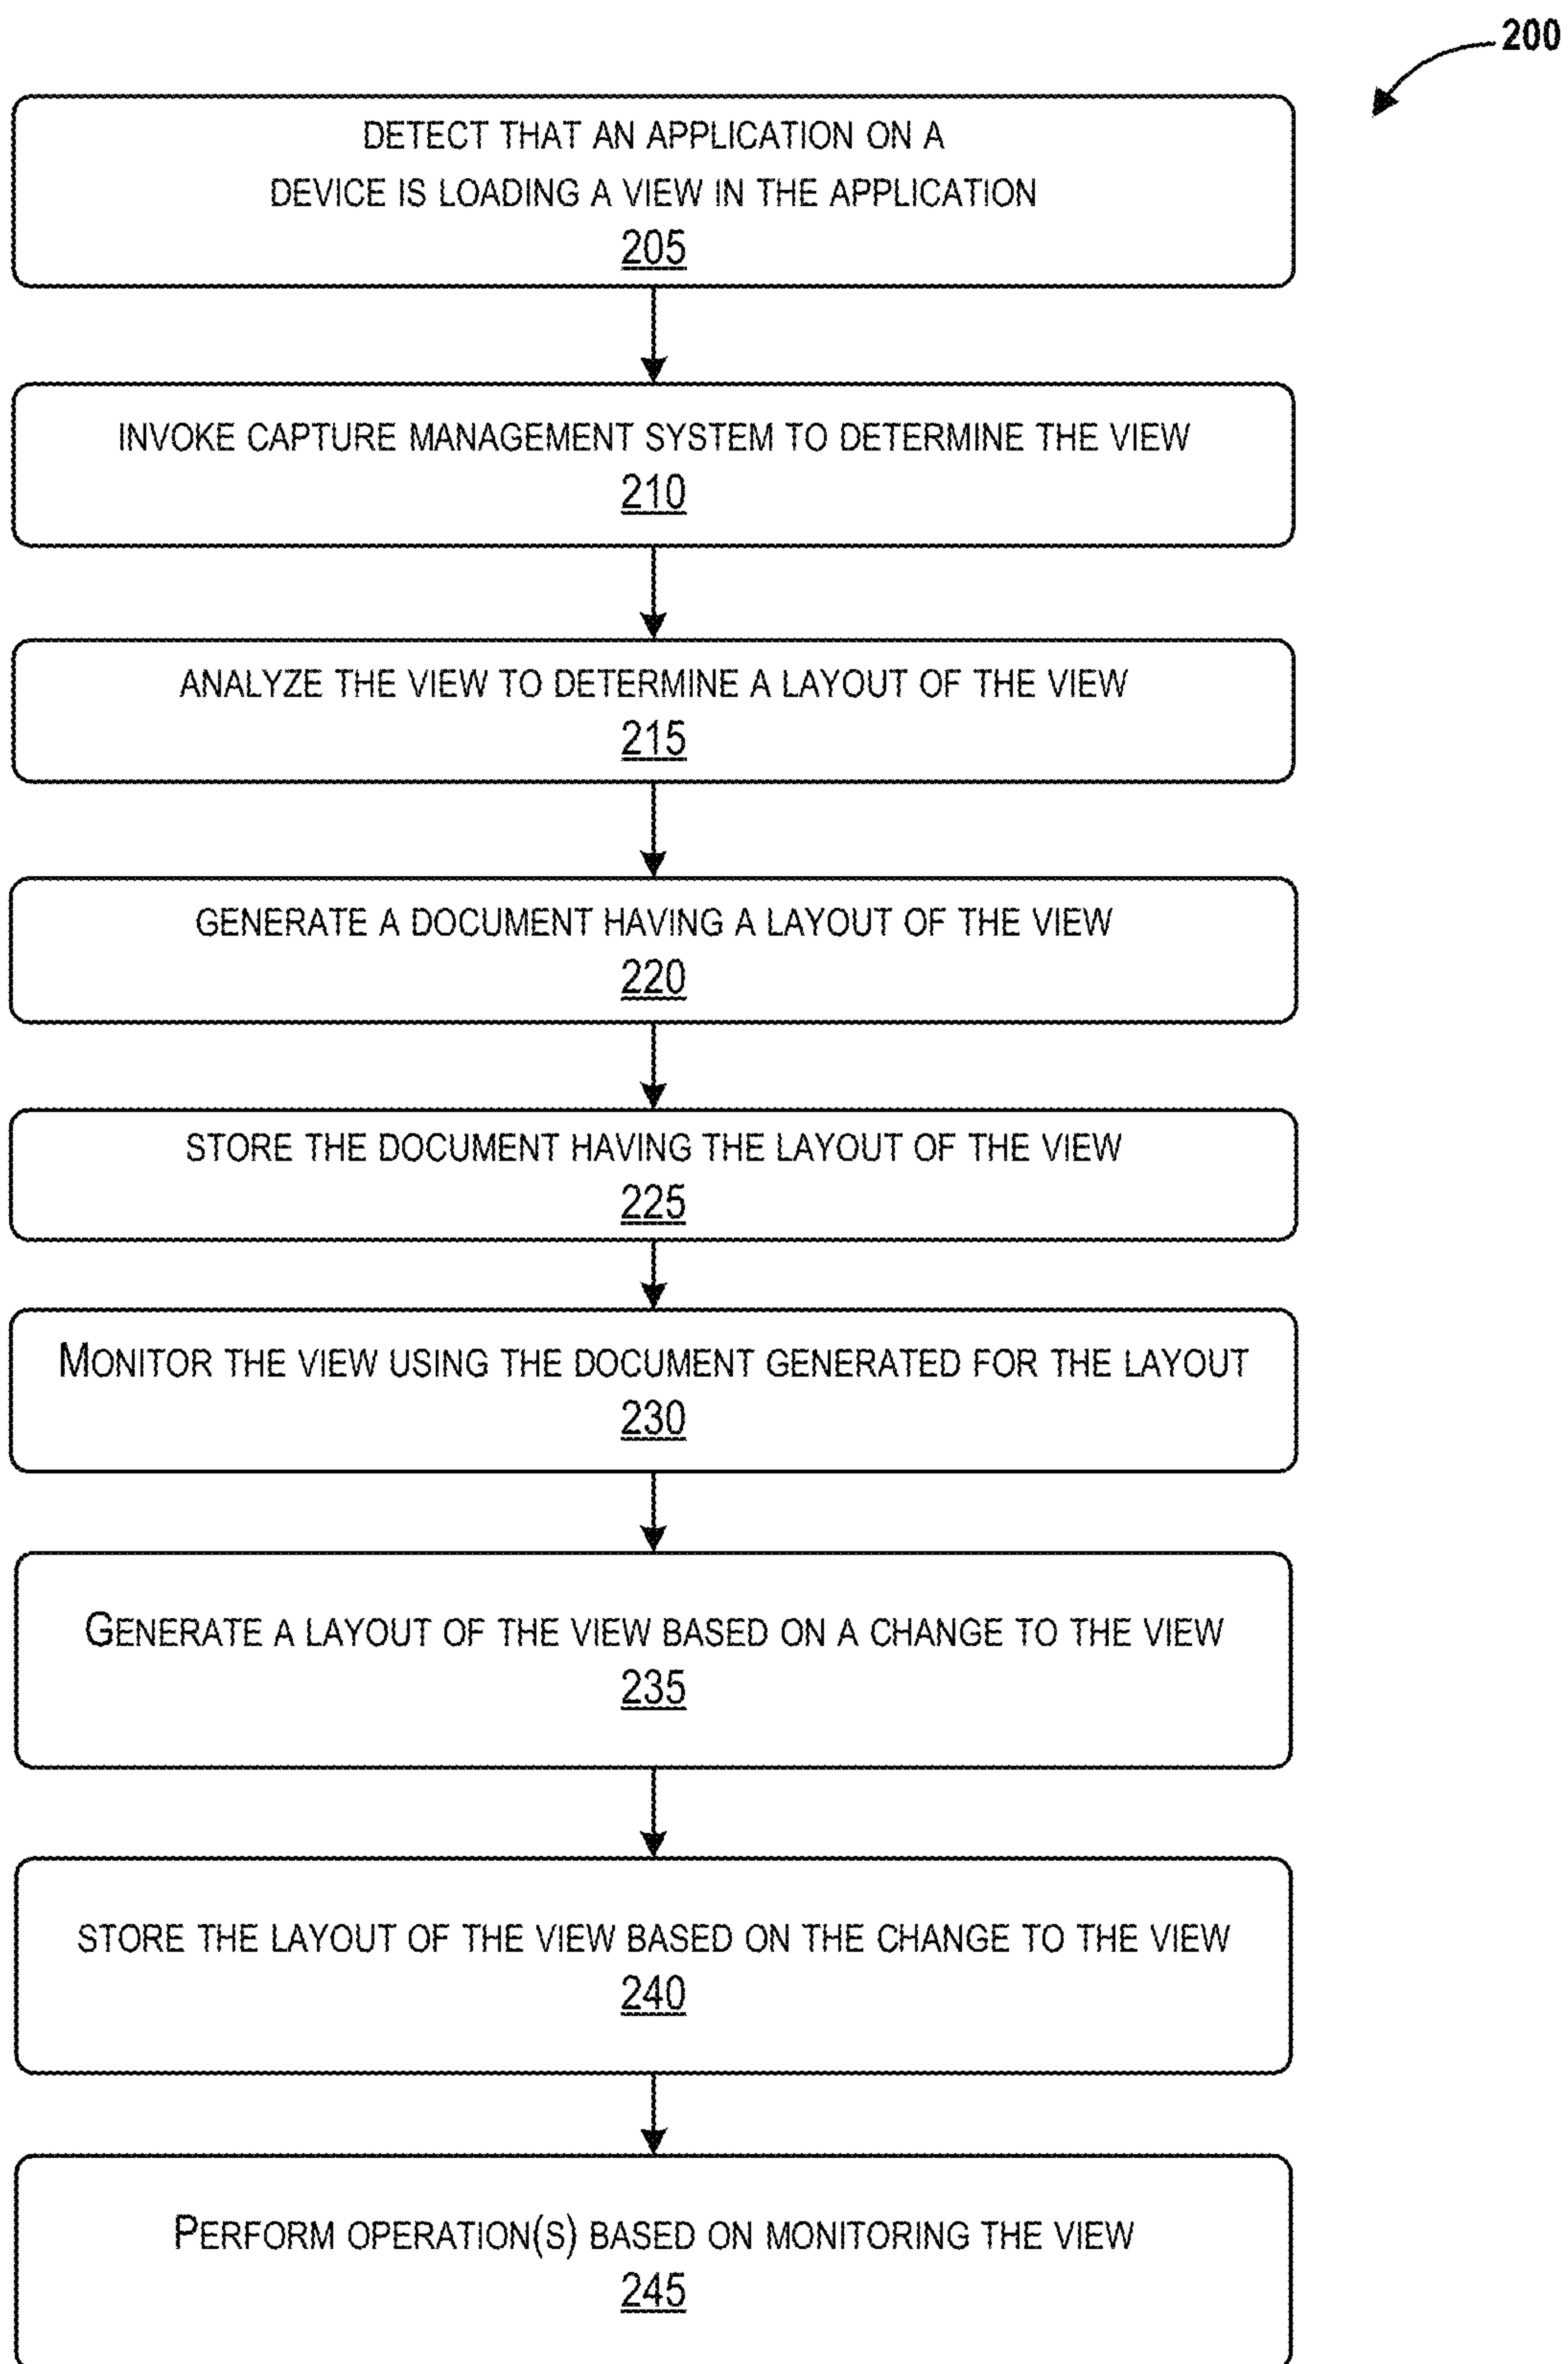 200
DETECT THAT AN APPLICATION ON A
DEVICE IS LOADING A VIEW IN THE APPLICATION
205
INVOKE CAPTURE MANAGEMENT SYSTEM TO DETERMINE THE VIEW
210
ANALYZE THE VIEW TO DETERMINE A LAYOUT OF THE VIEW
215
GENERATE A DOCUMENT HAVING A LAYOUT OF THE VIEW
220
STORE THE DOCUMENT HAVING THE LAYOUT OF THE VIEW
225
MONITOR THE VIEW USING THE DOCUMENT GENERATED FOR THE LAYOUT
230
GENERATE A LAYOUT OF THE VIEW BASED ON A CHANGE TO THE VIEW
235
STORE THE LAYOUT OF THE VIEW BASED ON THE CHANGE TO THE VIEW
240
PERFORM OPERATION(S) BASED ON MONITORING THE VIEW
245